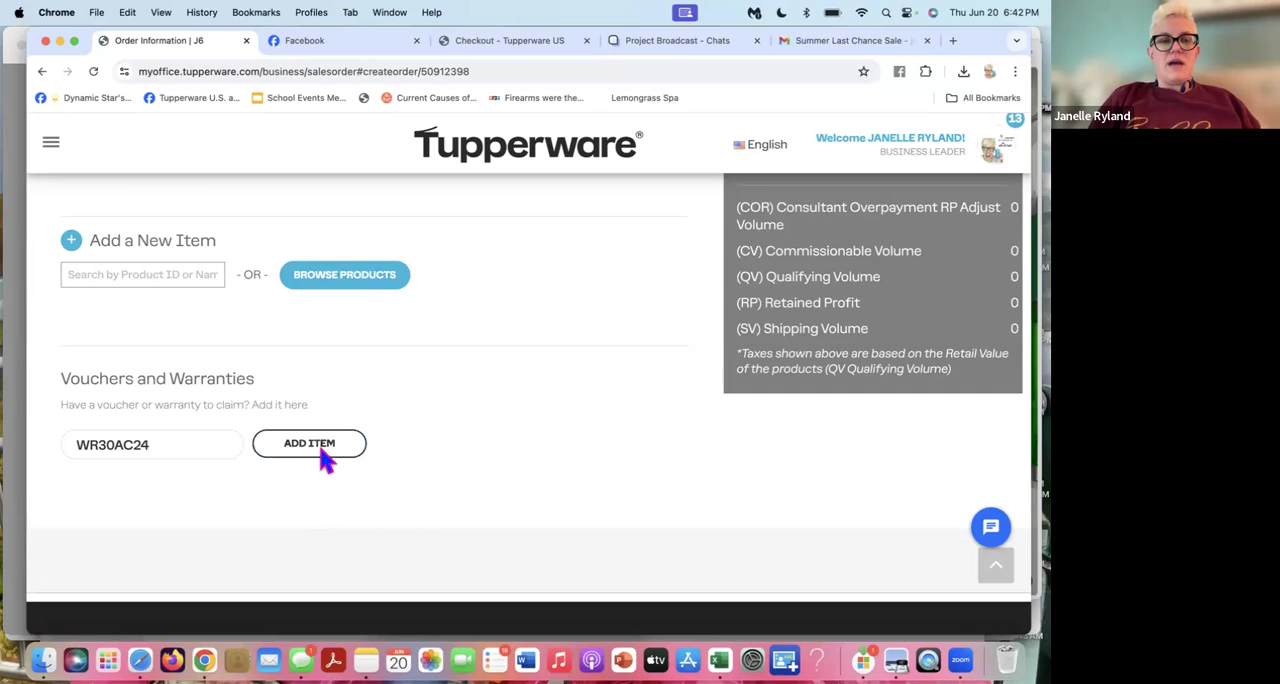 Chrome File Edit View History Bookmarks Profiles Tab Window Help Thu Jun 20 6:42 PM
Order Information | J6 Facebook Checkout - Tupperware US Project Broadcast - Chats Summer Last Chance Sale -
myoffice.tupperware.com/business/salesorder#createorder/50912398
Dynamic Star's... Tupperware U.S. a... School Events Me... Current Causes of... Firearms were the... Lemongrass Spa All Bookmarks
Tupperware®
English
Welcome JANELLE RYLAND!
BUSINESS LEADER
13
Add a New Item
Search by Product ID or Nam - OR - BROWSE PRODUCTS
Vouchers and Warranties
Have a voucher or warranty to claim? Add it here
WR30AC24 ADD ITEM
(COR) Consultant Overpayment RP Adjust 0
Volume
(CV) Commissionable Volume 0
(QV) Qualifying Volume 0
(RP) Retained Profit 0
(SV) Shipping Volume 0
*Taxes shown above are based on the Retail Value
of the products (QV Qualifying Volume)
Janelle Ryland
JUN
20
zoom